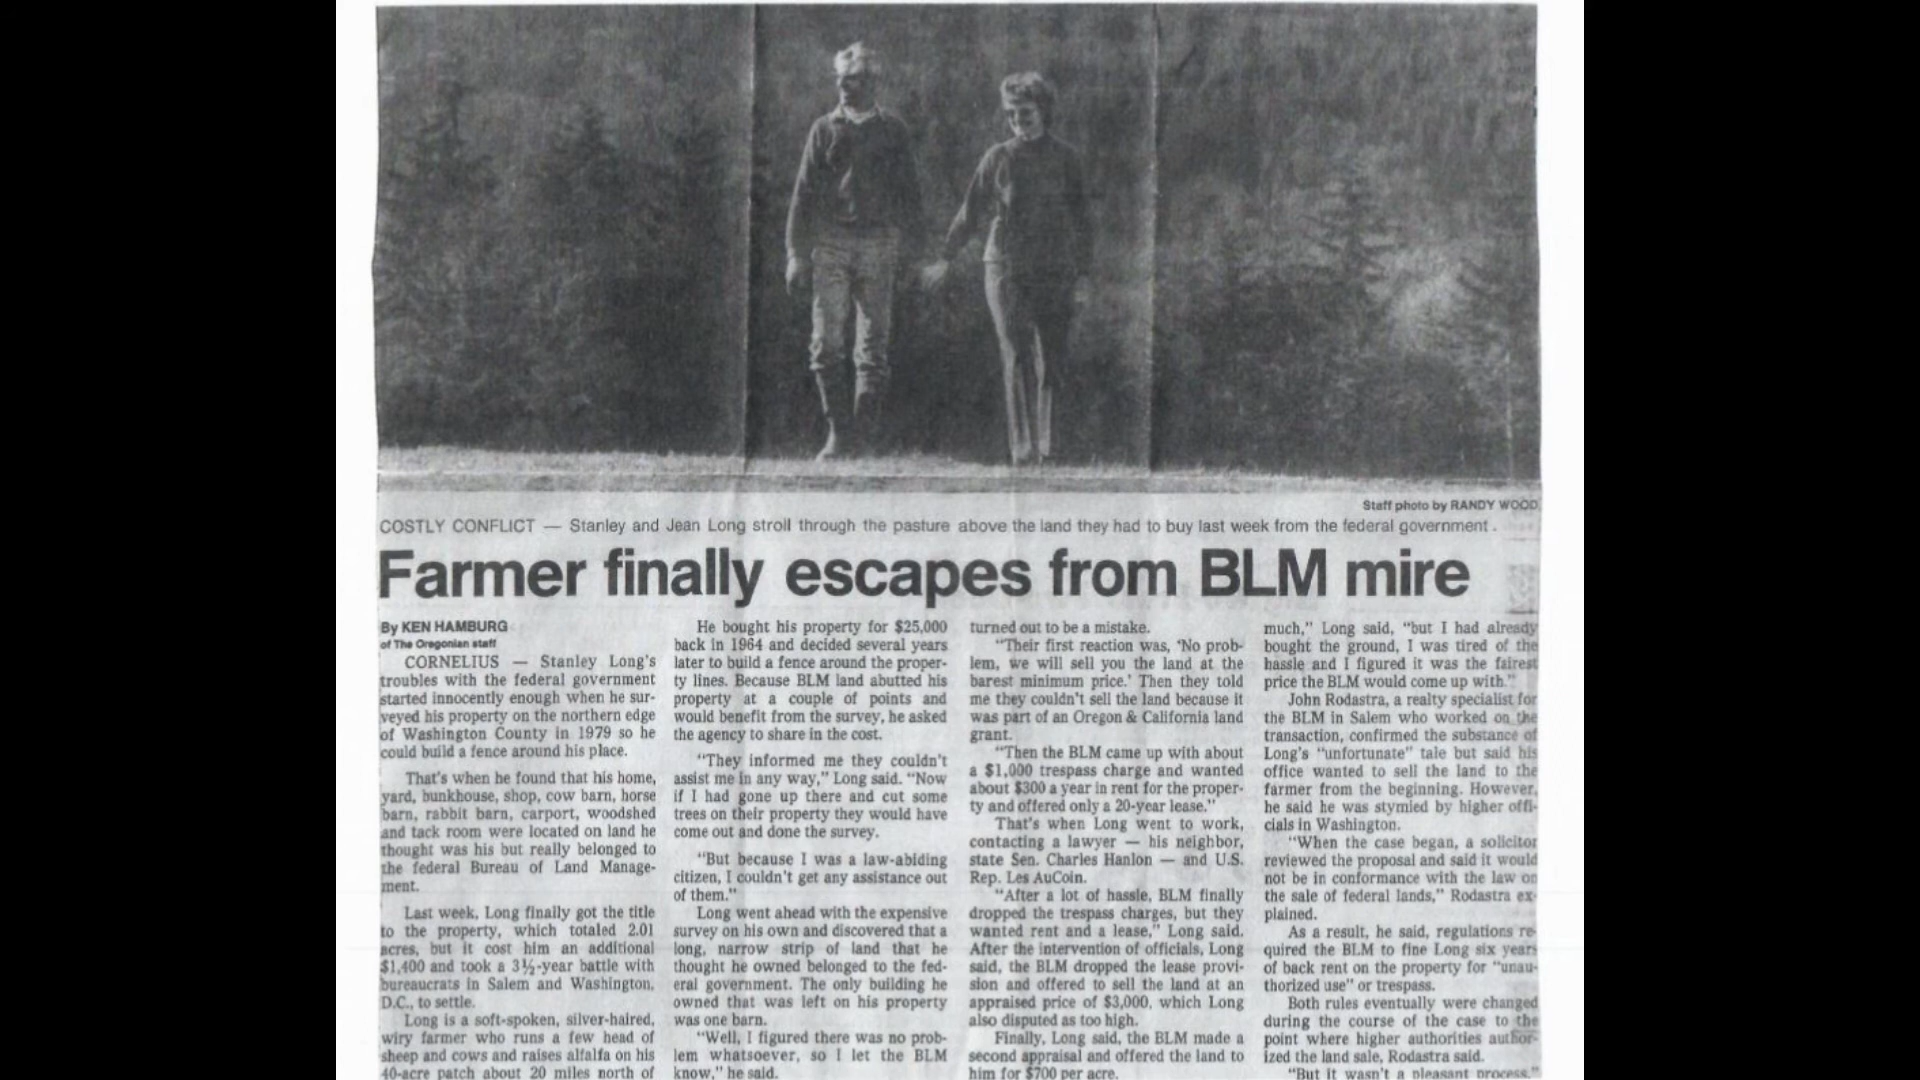 Staff photo by RANDY WOOD
COSTLY CONFLICT — Stanley and Jean Long stroll through the pasture above the land they had to buy last week from the federal government.
Farmer finally escapes from BLM mire
By KEN HAMBURG
of The Oregonian staff
CORNELIUS — Stanley Long's
troubles with the federal government
started innocently enough when he sur-
veyed his property on the northern edge
of Washington County in 1979 so he
could build a fence around his place.
That's when he found that his home,
yard, bunkhouse, shop, cow barn, horse
barn, rabbit barn, carport, woodshed
and tack room were located on land he
thought was his but really belonged to
the federal Bureau of Land Manage-
ment.
Last week, Long finally got the title
to the property, which totaled 2.01
acres, but it cost him an additional
$1,400 and took a 3½-year battle with
bureaucrats in Salem and Washington,
D.C., to settle.
Long is a soft-spoken, silver-haired,
wiry farmer who runs a few head of
sheep and cows and raises alfalfa on his
40-acre patch about 20 miles north of
He bought his property for $25,000
back in 1964 and decided several years
later to build a fence around the proper-
ty lines. Because BLM land abutted his
property at a couple of points and
would benefit from the survey, he asked
the agency to share in the cost.
"They informed me they couldn't
assist me in any way," Long said. "Now
if I had gone up there and cut some
trees on their property they would have
come out and done the survey.
"But because I was a law-abiding
citizen, I couldn't get any assistance out
of them."
Long went ahead with the expensive
survey on his own and discovered that a
long, narrow strip of land that he
thought he owned belonged to the fed-
eral government. The only building he
owned that was left on his property
was one barn.
"Well, I figured there was no prob-
lem whatsoever, so I let the BLM
know," he said.
turned out to be a mistake.
"Their first reaction was, 'No prob-
lem, we will sell you the land at the
barest minimum price.' Then they told
me they couldn't sell the land because it
was part of an Oregon & California land
grant.
"Then the BLM came up with about
a $1,000 trespass charge and wanted
about $300 a year in rent for the proper-
ty and offered only a 20-year lease."
That's when Long went to work,
contacting a lawyer — his neighbor,
state Sen. Charles Hanlon — and U.S.
Rep. Les AuCoin.
"After a lot of hassle, BLM finally
dropped the trespass charges, but they
wanted rent and a lease," Long said.
After the intervention of officials, Long
said, the BLM dropped the lease provi-
sion and offered to sell the land at an
appraised price of $3,000, which Long
also disputed as too high.
Finally, Long said, the BLM made a
second appraisal and offered the land to
him for $700 per acre.
much," Long said, "but I had already
bought the ground, I was tired of the
hassle and I figured it was the fairest
price the BLM would come up with."
John Rodastra, a realty specialist for
the BLM in Salem who worked on the
transaction, confirmed the substance of
Long's "unfortunate" tale but said his
office wanted to sell the land to the
farmer from the beginning. However,
he said he was stymied by higher offi-
cials in Washington.
"When the case began, a solicitor
reviewed the proposal and said it would
not be in conformance with the law on
the sale of federal lands," Rodastra ex-
plained.
As a result, he said, regulations re-
quired the BLM to fine Long six years
of back rent on the property for "unau-
thorized use" or trespass.
Both rules eventually were changed
during the course of the case to the
point where higher authorities author-
ized the land sale, Rodastra said.
"But it wasn't a pleasant process,"